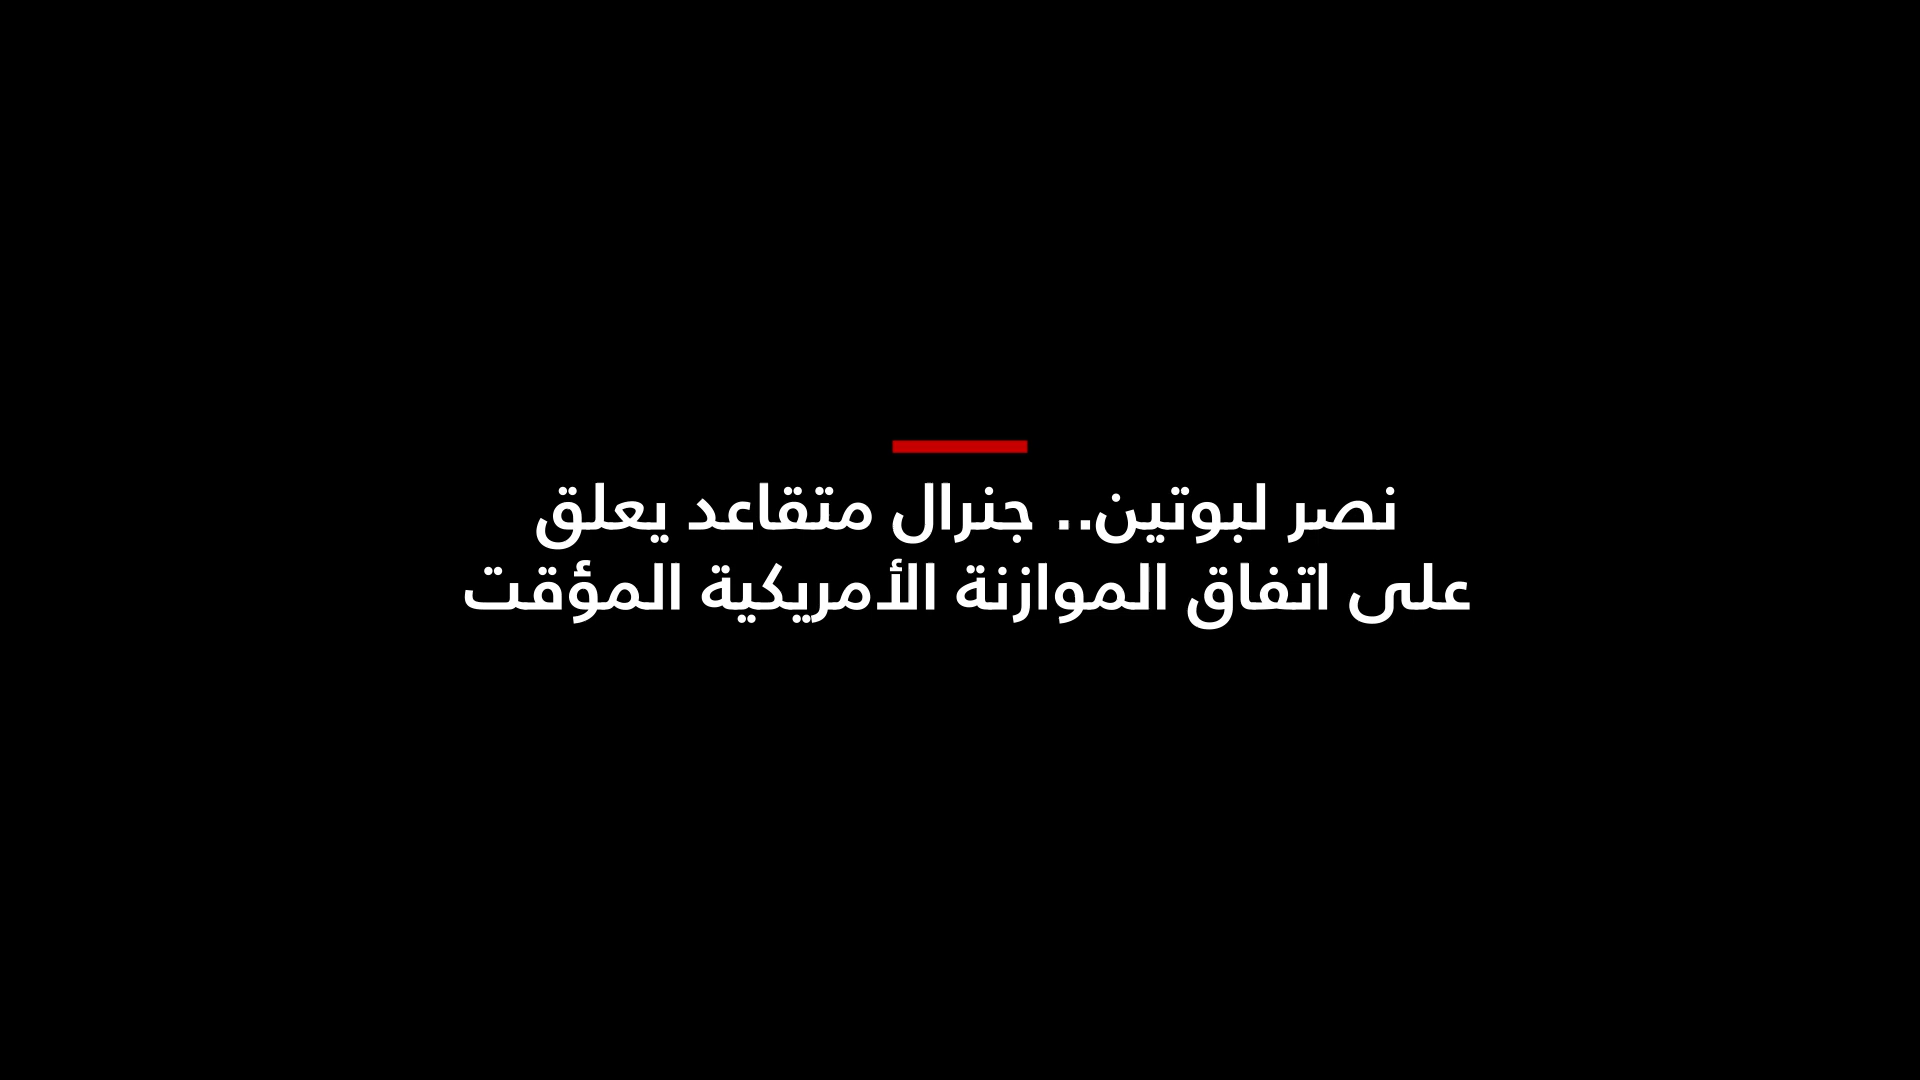 نصر لبوتين.. جنرال متقاعد يعلق
على اتفاق الموازنة الأمريكية المؤقت